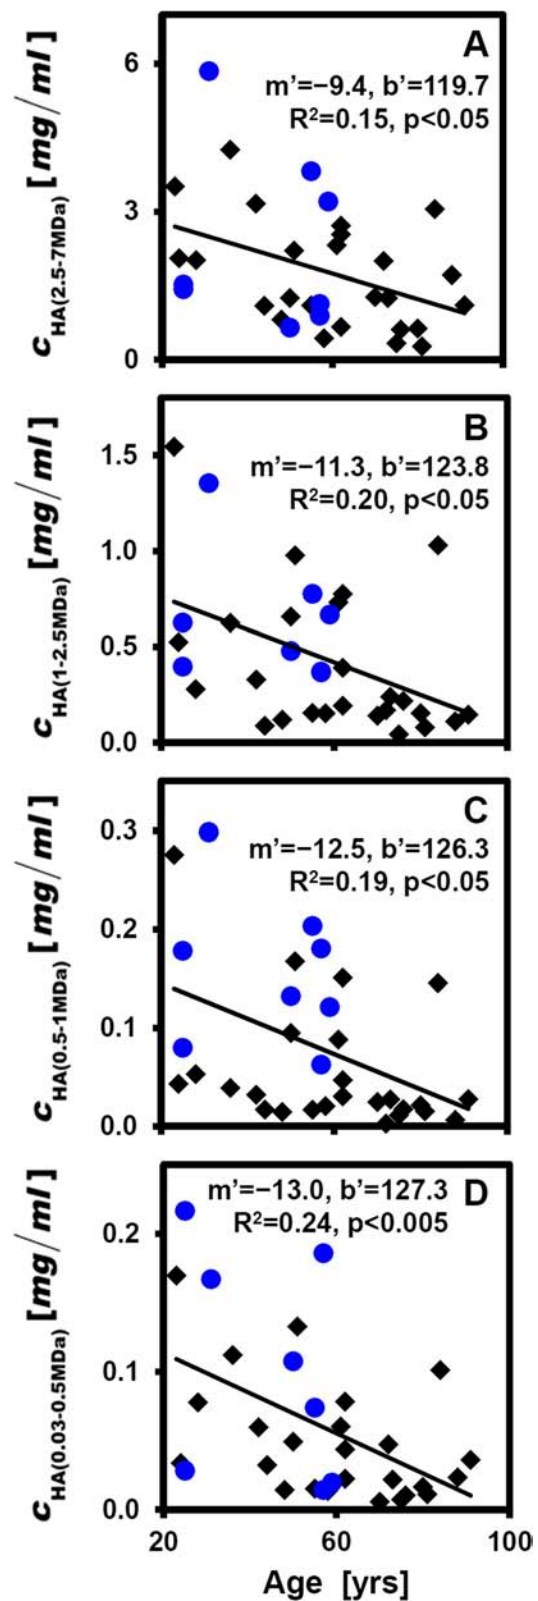 A
m’=−9.4, b’=119.7
R²=0.15, p<0.05
6
3
0
c HA(2.5-7MDa) [mg/ml]
B
m’=−11.3, b’=123.8
R²=0.20, p<0.05
1.5
1.0
0.5
0.0
c HA(1-2.5MDa) [mg/ml]
C
m’=−12.5, b’=126.3
R²=0.19, p<0.05
0.3
0.2
0.1
0.0
c HA(0.5-1MDa) [mg/ml]
D
m’=−13.0, b’=127.3
R²=0.24, p<0.005
0.2
0.1
0.0
c HA(0.03-0.5MDa) [mg/ml]
20 60 100
Age [yrs]